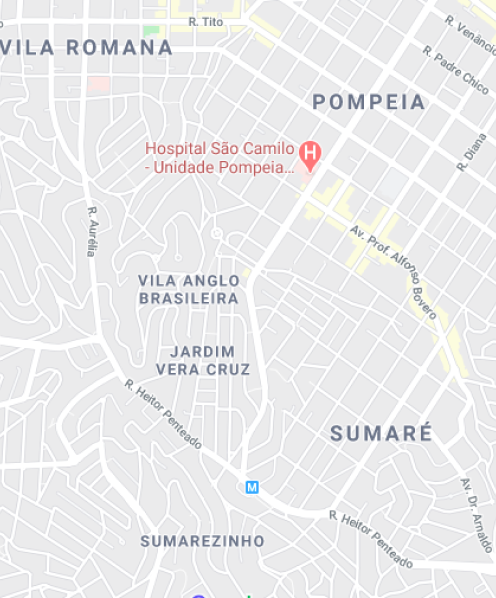 R. Tito
R. Venâncio
VILA ROMANA
R. Padre Chico
POMPEIA
R. Diana
Hospital São Camilo
- Unidade Pompeia...
H
R. Aurélia
Av. Prof. Alfonso Bovero
VILA ANGLO
BRASILEIRA
JARDIM
VERA CRUZ
R. Heitor Penteado
SUMARÉ
M
Av. Dr. Arnaldo
R. Heitor Penteado
SUMAREZINHO